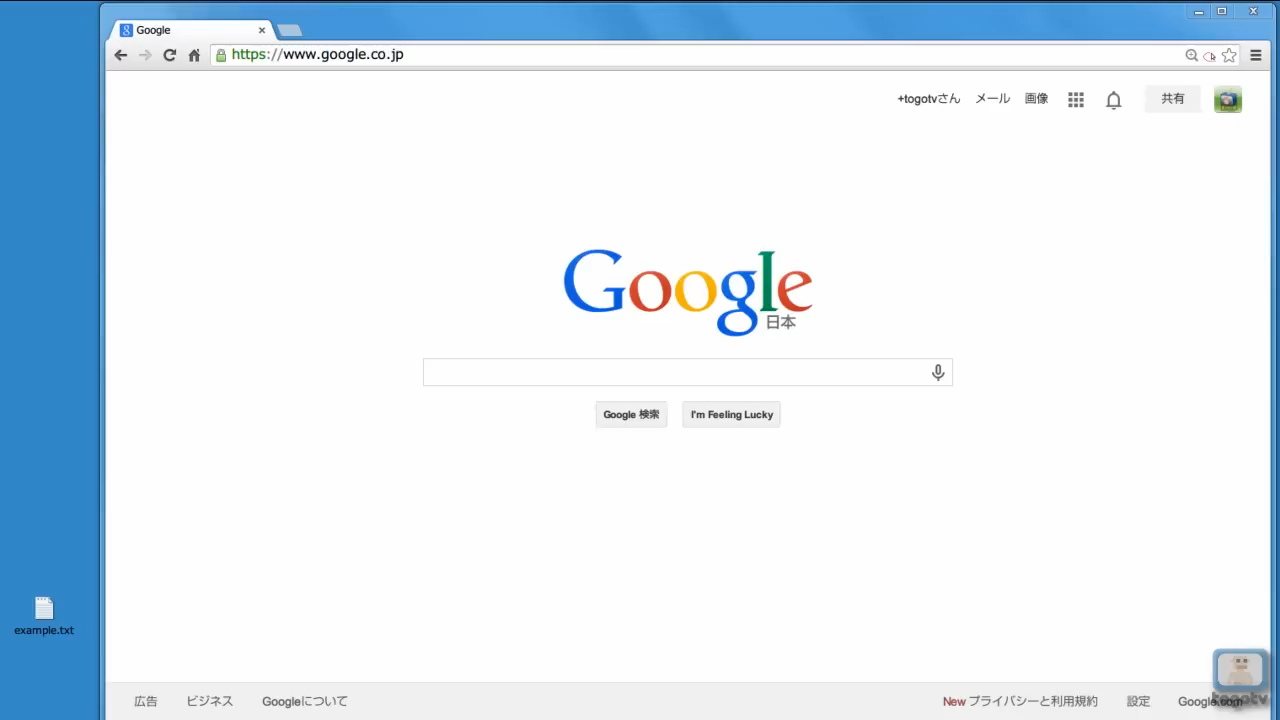 Google
https://www.google.co.jp
+togotvさん メール 画像 共有
Google
日本
Google 検索 I'm Feeling Lucky
example.txt
広告 ビジネス Googleについて New プライバシーと利用規約 設定 Google.com
togotv